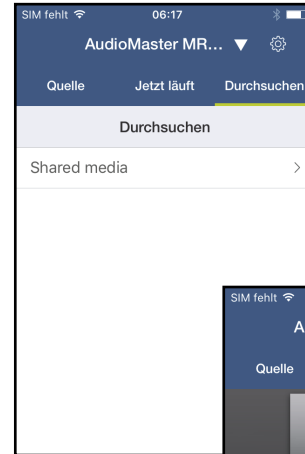 SIM fehlt 06:17
AudioMaster MR... ▼
Quelle Jetzt läuft Durchsuchen
Durchsuchen
Shared media >
SIM fehlt
A
Quelle